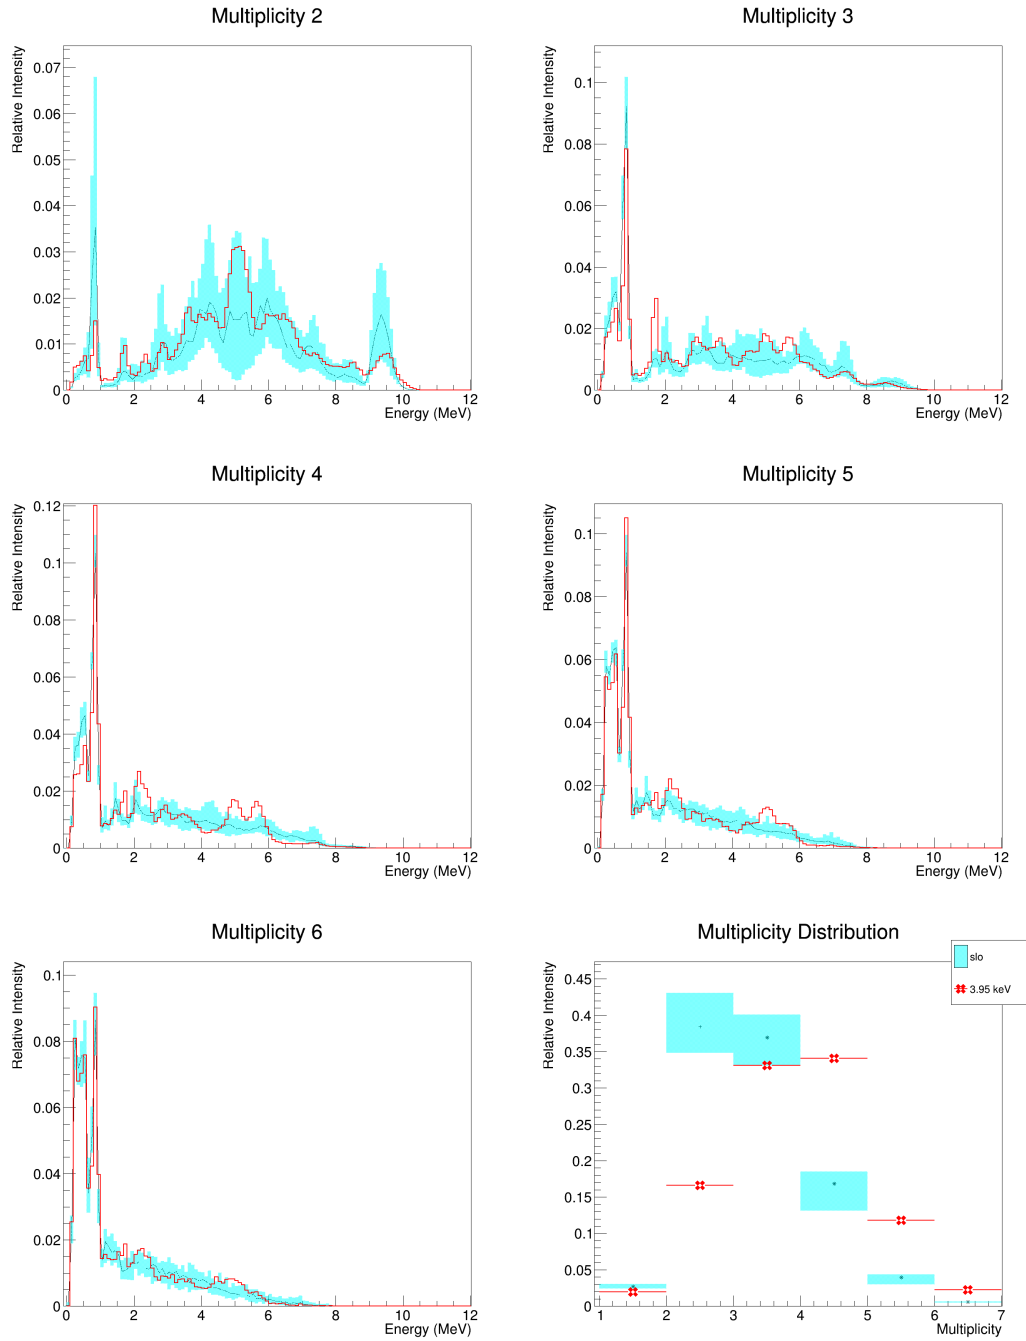 Multiplicity 2
Relative Intensity
0.07
0.06
0.05
0.04
0.03
0.02
0.01
0
0 2 4 6 8 10 12
Energy (MeV)
Multiplicity 3
Relative Intensity
0.1
0.08
0.06
0.04
0.02
0
0 2 4 6 8 10 12
Energy (MeV)
Multiplicity 4
Relative Intensity
0.12
0.1
0.08
0.06
0.04
0.02
0
0 2 4 6 8 10 12
Energy (MeV)
Multiplicity 5
Relative Intensity
0.1
0.08
0.06
0.04
0.02
0
0 2 4 6 8 10 12
Energy (MeV)
Multiplicity 6
Relative Intensity
0.1
0.08
0.06
0.04
0.02
0
0 2 4 6 8 10 12
Energy (MeV)
Multiplicity Distribution
slo
3.95 keV
Relative Intensity
0.45
0.4
0.35
0.3
0.25
0.2
0.15
0.1
0.05
0
1 2 3 4 5 6 7
Multiplicity